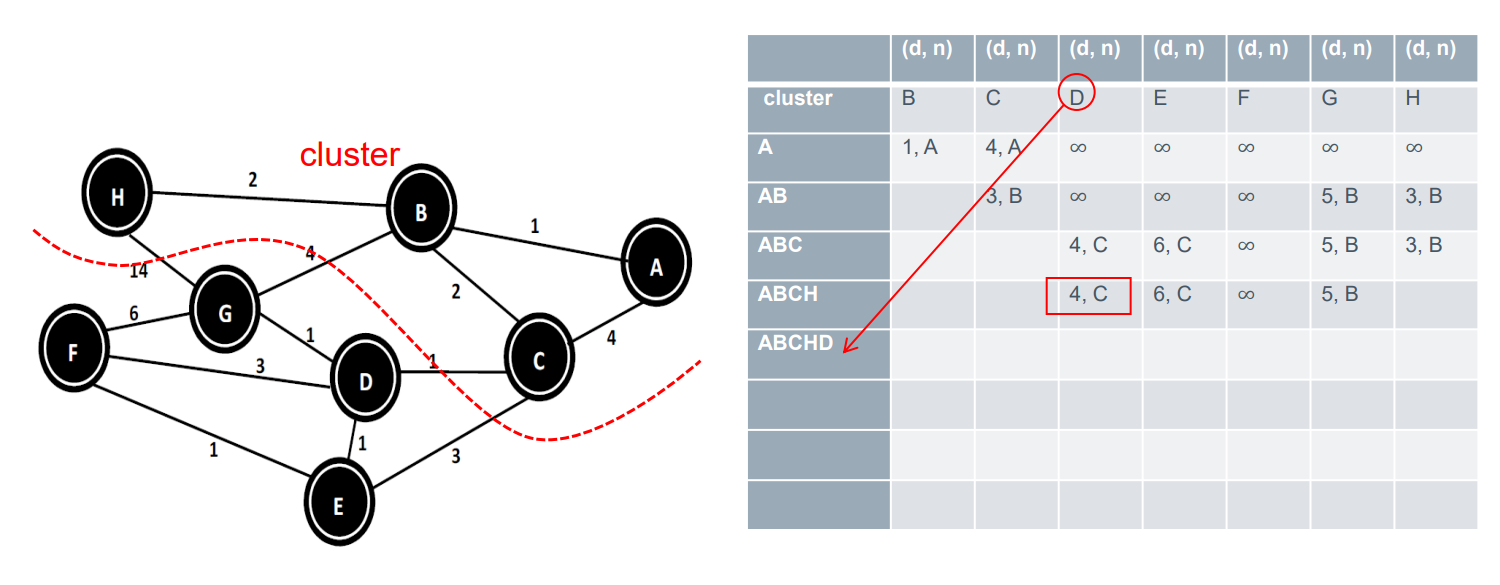 cluster
H
2
B
1
A
14
4
G
2
6
1
4
F
3
D
1
C
1
1
3
E
(d, n) (d, n) (d, n) (d, n) (d, n) (d, n) (d, n)
cluster B C D E F G H
A 1, A 4, A ∞ ∞ ∞ ∞ ∞
AB 3, B ∞ ∞ ∞ 5, B 3, B
ABC 4, C 6, C ∞ 5, B 3, B
ABCH 4, C 6, C ∞ 5, B
ABCHD